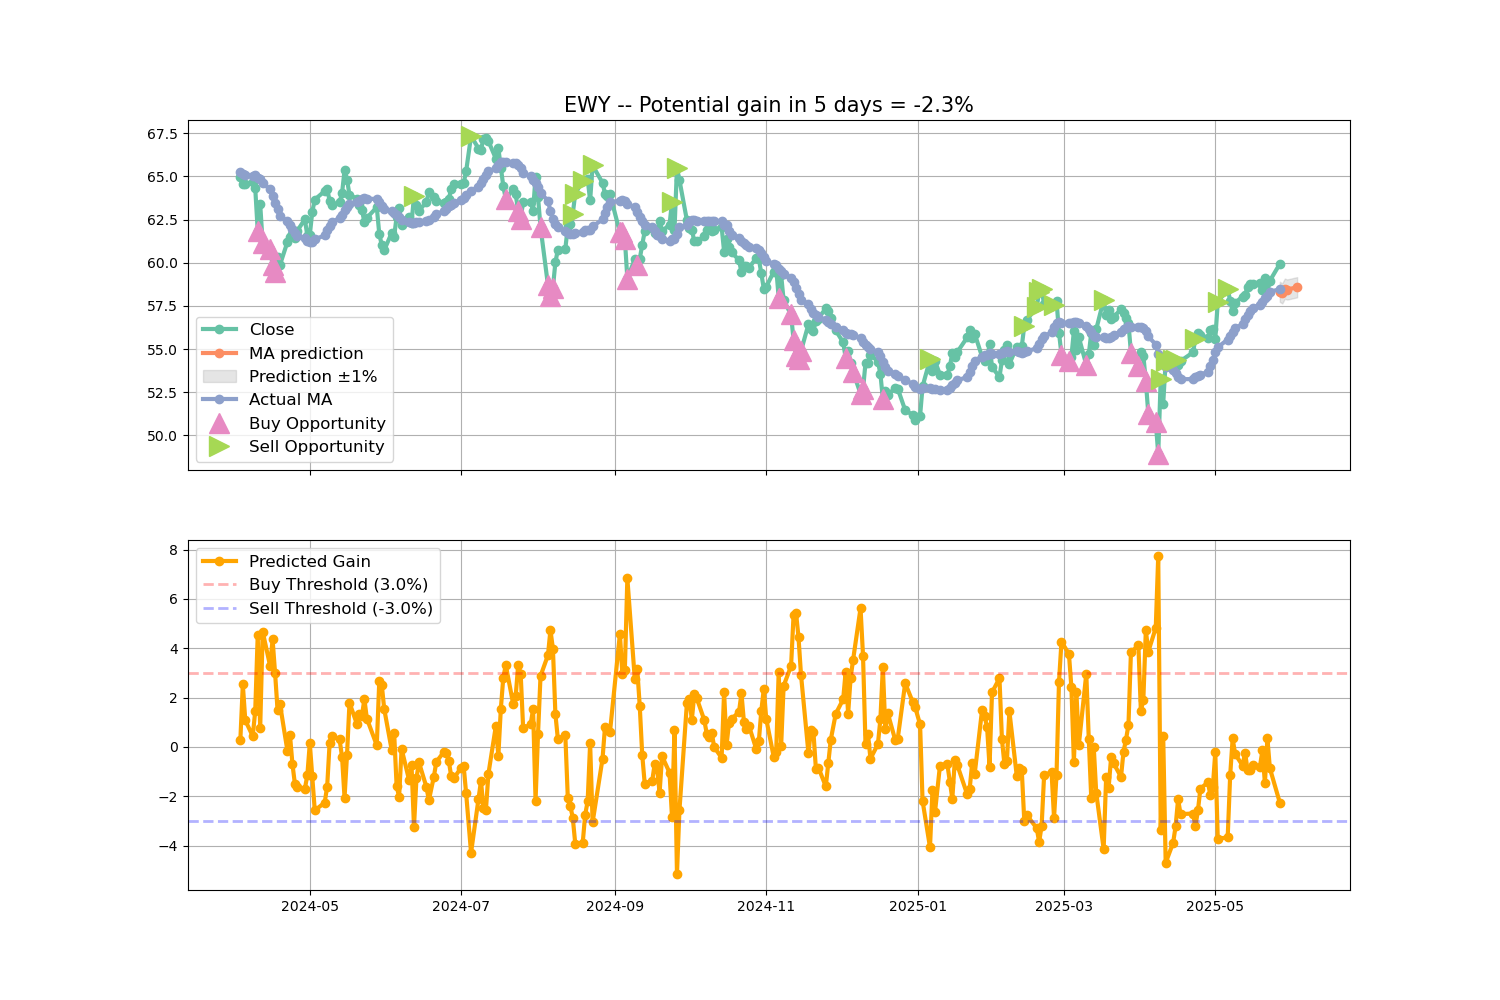 EWY -- Potential gain in 5 days = -2.3%
67.5
65.0
62.5
60.0
57.5
55.0
52.5
50.0
Close
MA prediction
Prediction ±1%
Actual MA
Buy Opportunity
Sell Opportunity
8
6
4
2
0
−2
−4
Predicted Gain
Buy Threshold (3.0%)
Sell Threshold (-3.0%)
2024-05 2024-07 2024-09 2024-11 2025-01 2025-03 2025-05